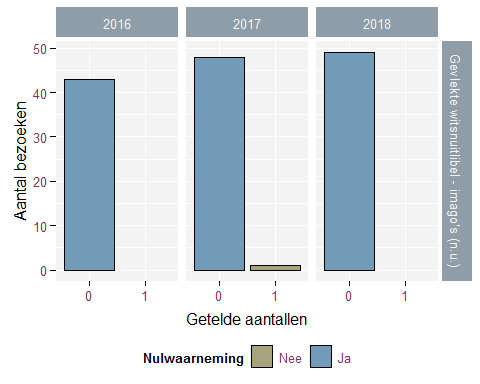 2016 2017 2018
Gevlekte witsnuitlibel - imago's (n.u.)
Aantal bezoeken
50
40
30
20
10
0
0 1 0 1 0 1
Getelde aantallen
Nulwaarneming Nee Ja